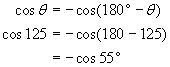 cos θ = −cos(180° − θ)
cos 125 = −cos(180 − 125)
= −cos 55°